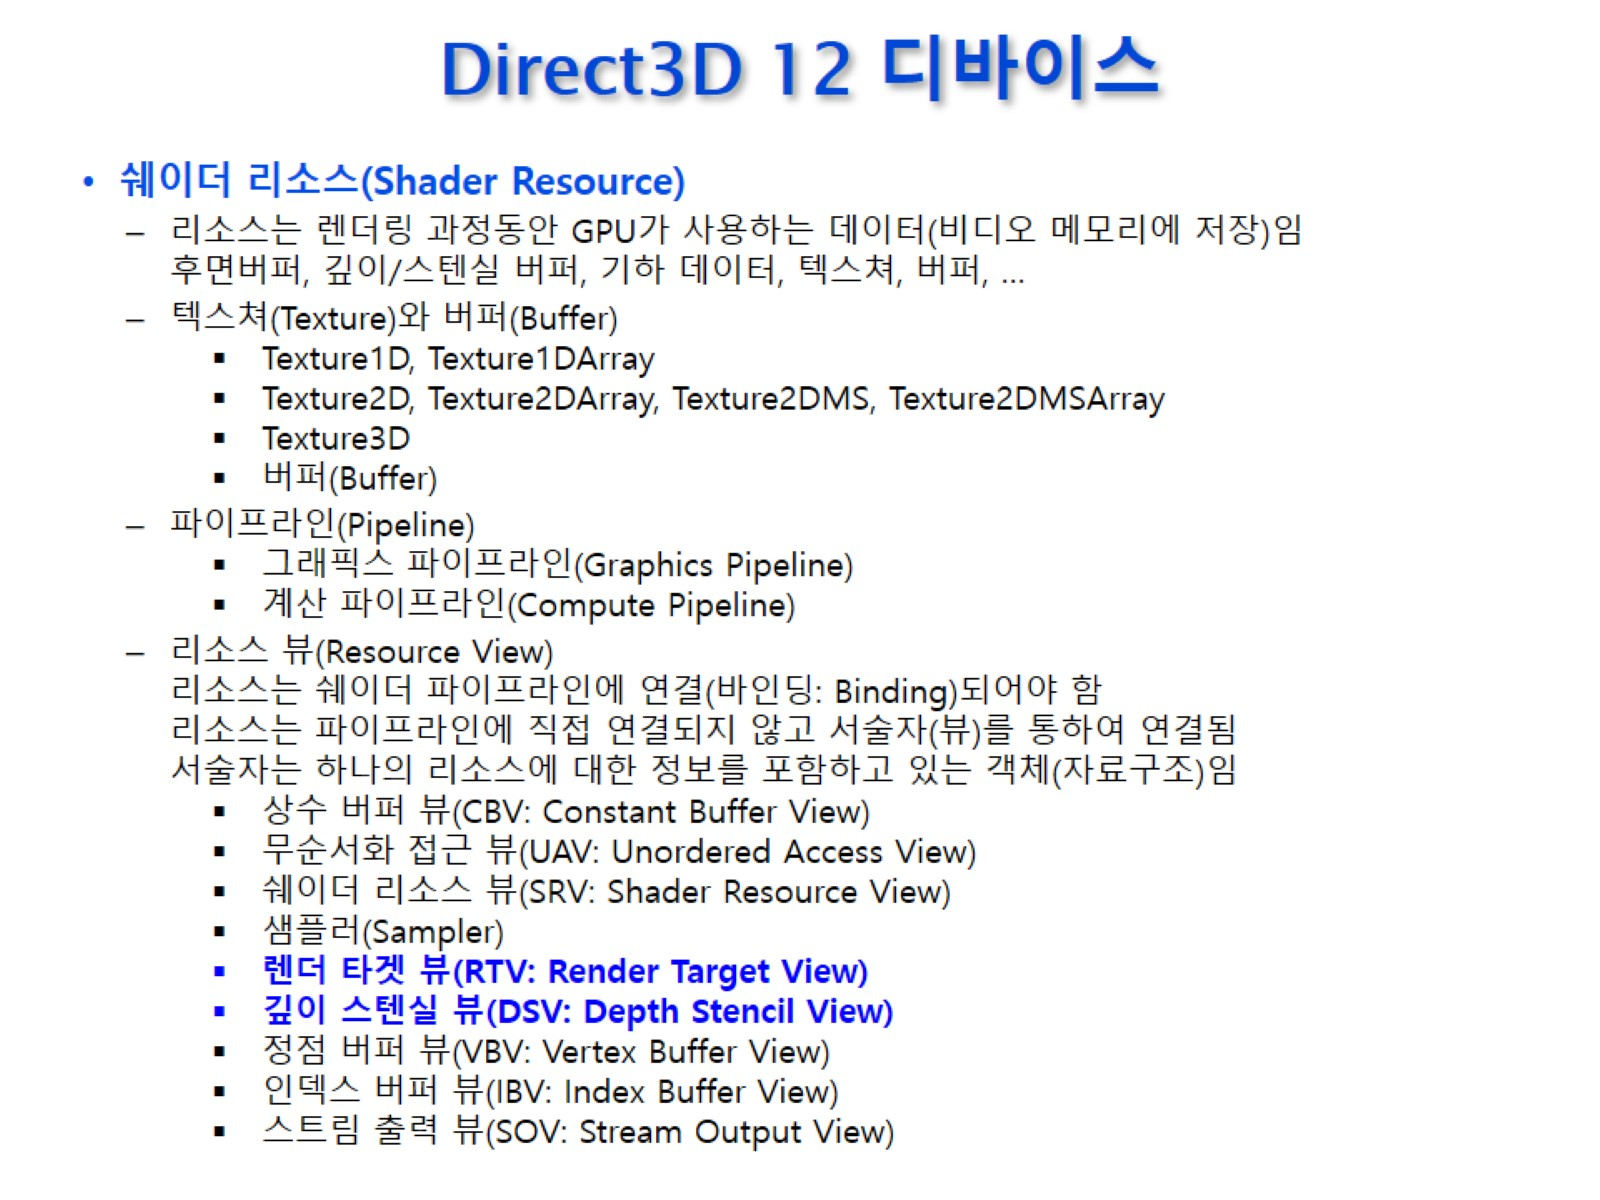 Direct3D 12 디바이스
• 쉐이더 리소스(Shader Resource)
– 리소스는 렌더링 과정동안 GPU가 사용하는 데이터(비디오 메모리에 저장)임
후면버퍼, 깊이/스텐실 버퍼, 기하 데이터, 텍스쳐, 버퍼, ...
– 텍스쳐(Texture)와 버퍼(Buffer)
▪ Texture1D, Texture1DArray
▪ Texture2D, Texture2DArray, Texture2DMS, Texture2DMSArray
▪ Texture3D
▪ 버퍼(Buffer)
– 파이프라인(Pipeline)
▪ 그래픽스 파이프라인(Graphics Pipeline)
▪ 계산 파이프라인(Compute Pipeline)
– 리소스 뷰(Resource View)
리소스는 쉐이더 파이프라인에 연결(바인딩: Binding)되어야 함
리소스는 파이프라인에 직접 연결되지 않고 서술자(뷰)를 통하여 연결됨
서술자는 하나의 리소스에 대한 정보를 포함하고 있는 객체(자료구조)임
▪ 상수 버퍼 뷰(CBV: Constant Buffer View)
▪ 무순서화 접근 뷰(UAV: Unordered Access View)
▪ 쉐이더 리소스 뷰(SRV: Shader Resource View)
▪ 샘플러(Sampler)
▪ 렌더 타겟 뷰(RTV: Render Target View)
▪ 깊이 스텐실 뷰(DSV: Depth Stencil View)
▪ 정점 버퍼 뷰(VBV: Vertex Buffer View)
▪ 인덱스 버퍼 뷰(IBV: Index Buffer View)
▪ 스트림 출력 뷰(SOV: Stream Output View)